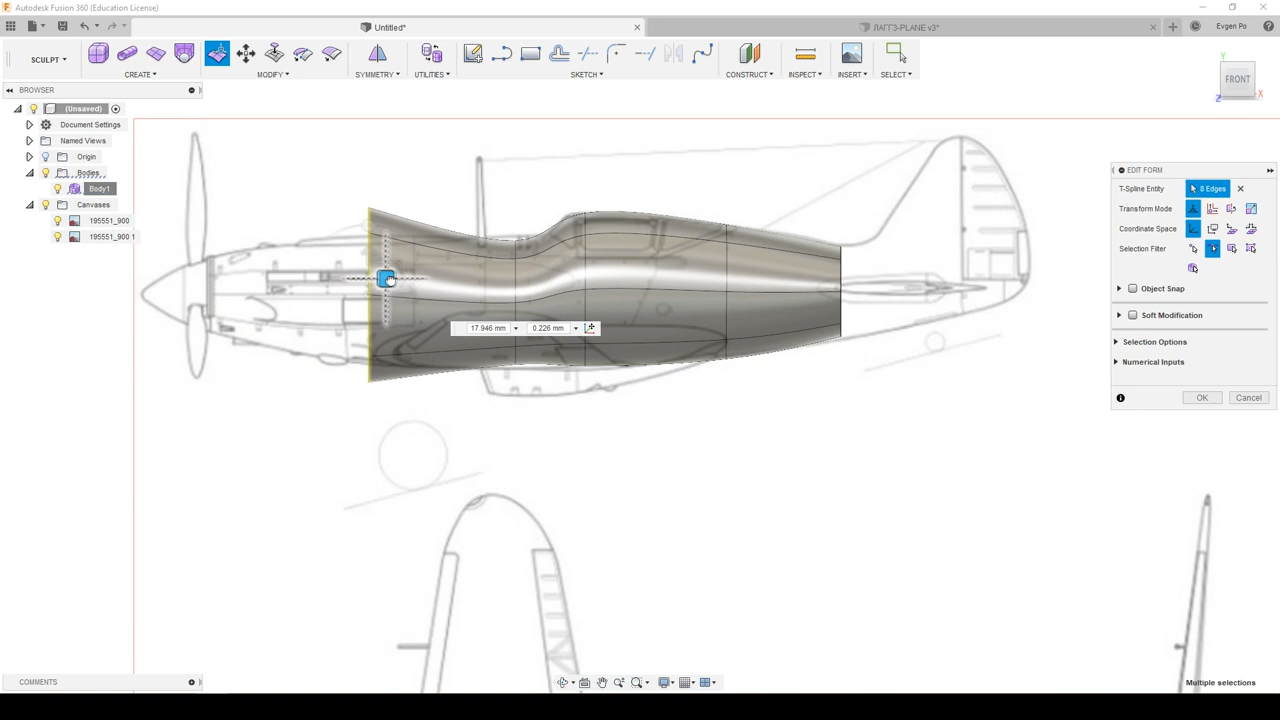 Autodesk Fusion 360 (Education License)
Untitled*
ЛАГГ3-PLANE v3*
Evgen Po
SCULPT
CREATE
MODIFY
SYMMETRY
UTILITIES
SKETCH
CONSTRUCT
INSPECT
INSERT
SELECT
BROWSER
(Unsaved)
Document Settings
Named Views
Origin
Bodies
Body1
Canvases
195551_900
195551_900 1
Y
FRONT
X
Z
EDIT FORM
T-Spline Entity
8 Edges
Transform Mode
Coordinate Space
Selection Filter
Object Snap
Soft Modification
Selection Options
Numerical Inputs
OK
Cancel
17.946 mm
0.226 mm
COMMENTS
Multiple selections